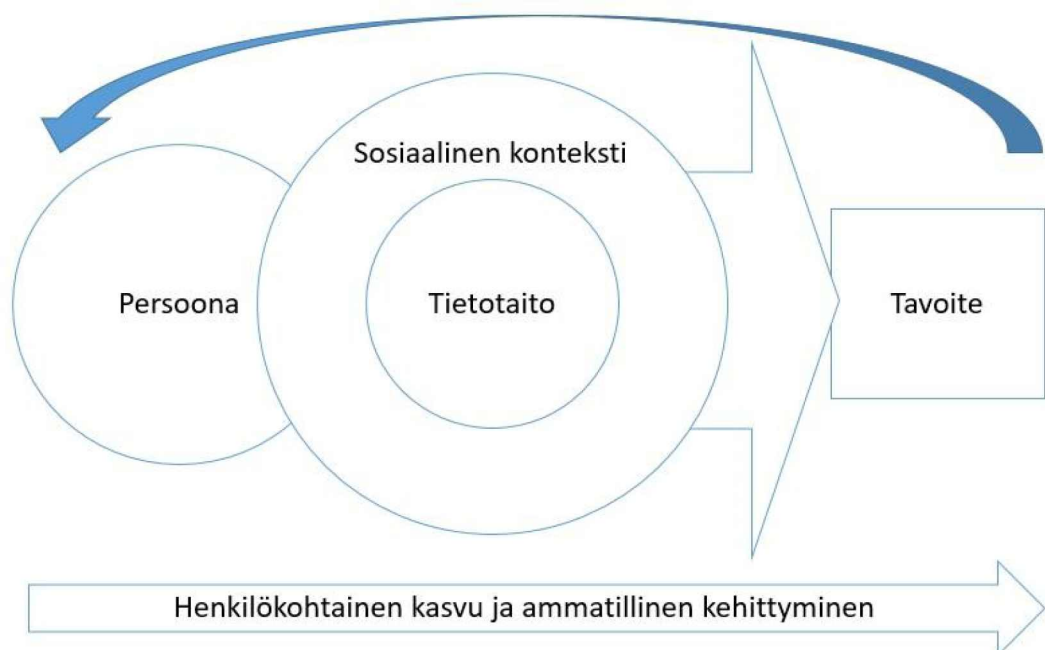 Sosiaalinen konteksti
Persoona
Tietotaito
Tavoite
Henkilökohtainen kasvu ja ammatillinen kehittyminen